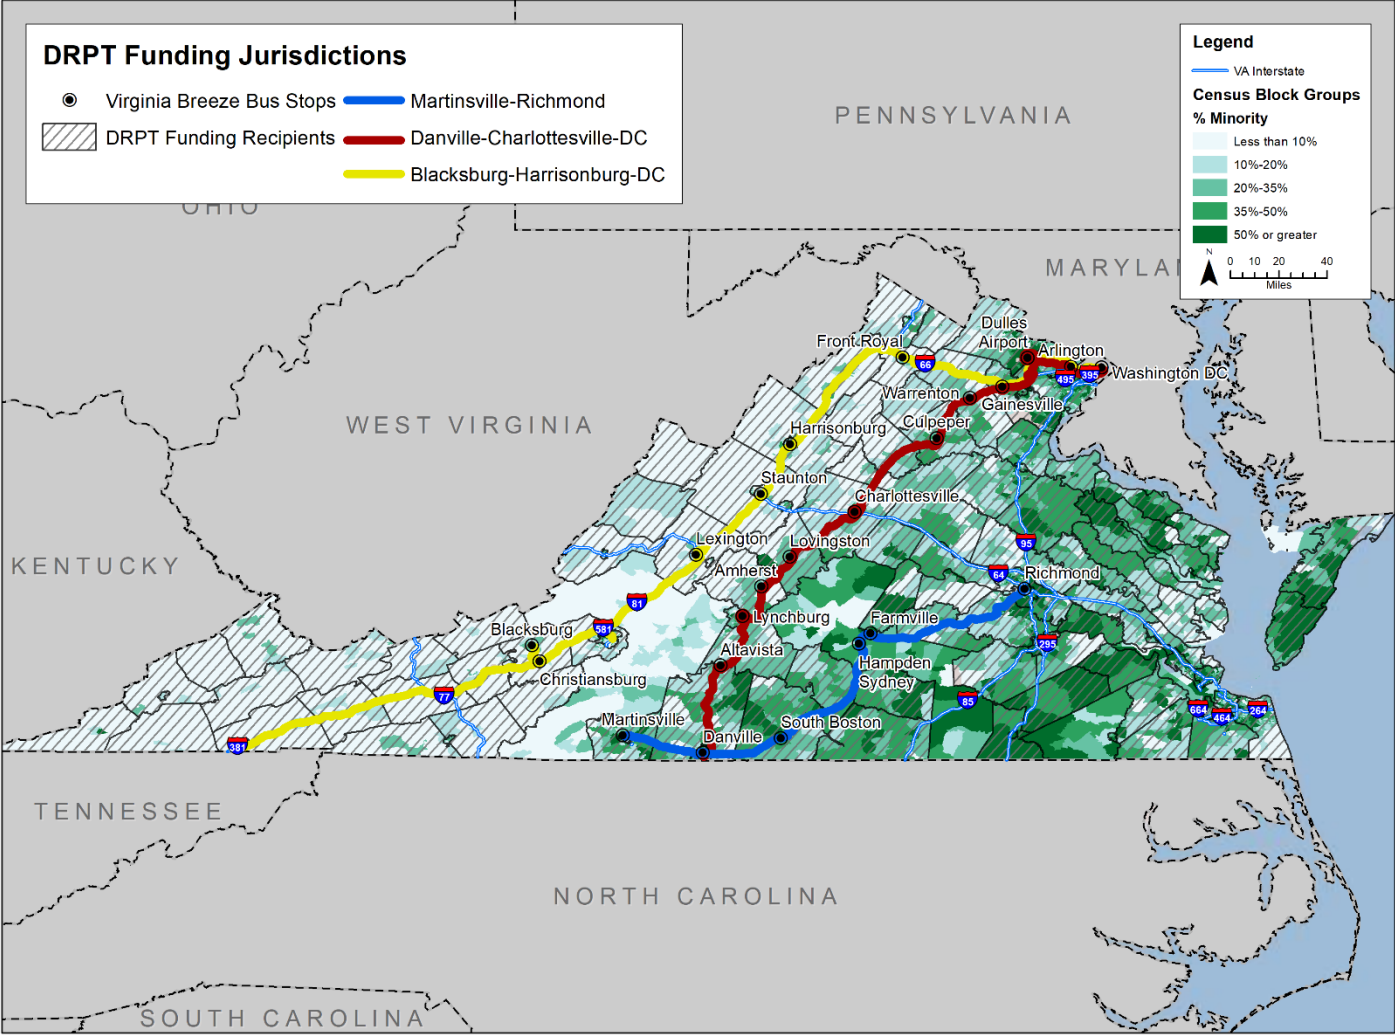 DRPT Funding Jurisdictions
Virginia Breeze Bus Stops
Martinsville-Richmond
DRPT Funding Recipients
Danville-Charlottesville-DC
Blacksburg-Harrisonburg-DC
Legend
VA Interstate
Census Block Groups
% Minority
Less than 10%
10%-20%
20%-35%
35%-50%
50% or greater
N
0 10 20 40
Miles
PENNSYLVANIA
OHIO
MARYLAN
WEST VIRGINIA
KENTUCKY
TENNESSEE
NORTH CAROLINA
SOUTH CAROLINA
Dulles
Airport
Arlington
Washington DC
Front Royal
66
495
395
Warrenton
Gainesville
Culpeper
Harrisonburg
Staunton
Charlottesville
Lexington
Lovingston
95
Amherst
64
Richmond
81
Lynchburg
Farmville
581
Blacksburg
295
Altavista
Hampden
Sydney
Christiansburg
77
85
664
464
264
Martinsville
South Boston
Danville
381